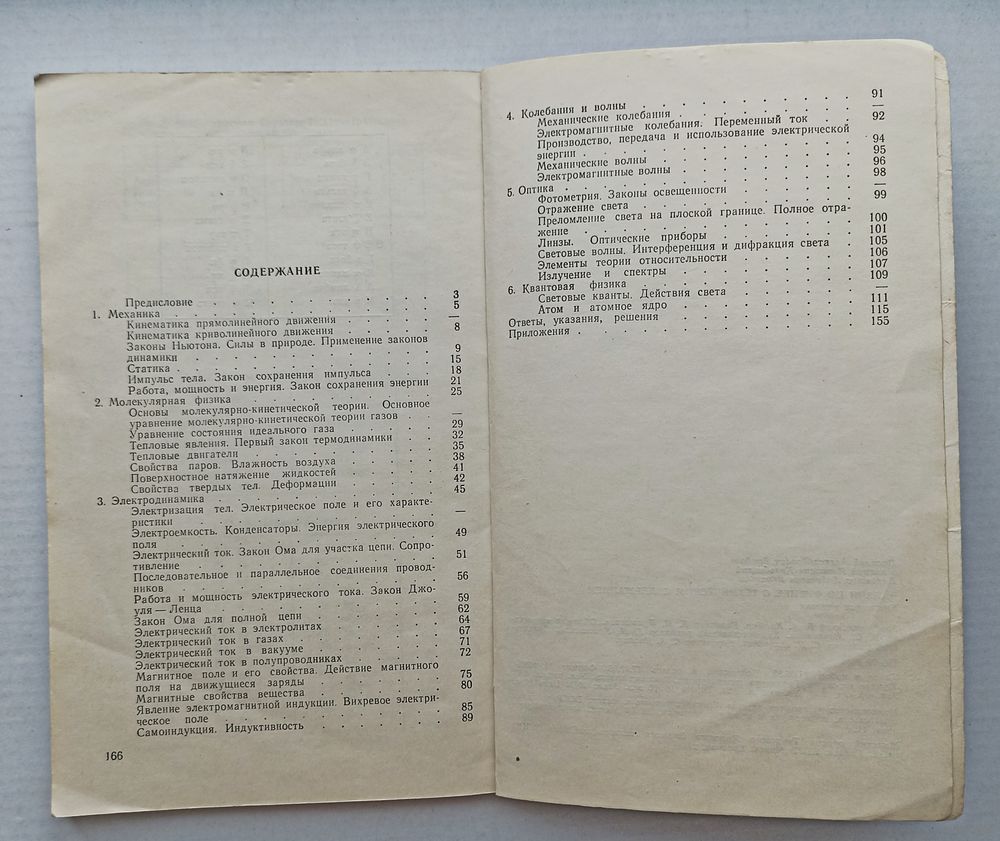 СОДЕРЖАНИЕ
Предисловие . . . . . . . . . . . 3
1. Механика . . . . . . . . . . . . 5
Кинематика прямолинейного движения . . . . . —
Кинематика криволинейного движения . . . . . 8
Законы Ньютона. Силы в природе. Применение законов
динамики . . . . . . . . . . . 9
Статика . . . . . . . . . . . . 15
Импульс тела. Закон сохранения импульса . . . 18
Работа, мощность и энергия. Закон сохранения энергии 21
2. Молекулярная физика . . . . . . . . . 25
Основы молекулярно-кинетической теории. Основное
уравнение молекулярно-кинетической теории газов . . —
Уравнение состояния идеального газа . . . . . 29
Тепловые явления. Первый закон термодинамики . . 32
Тепловые двигатели . . . . . . . . . 35
Свойства паров. Влажность воздуха . . . . . 38
Поверхностное натяжение жидкостей . . . . . 41
Свойства твердых тел. Деформации . . . . . 42
3. Электродинамика . . . . . . . . . . 45
Электризация тел. Электрическое поле и его характе-
ристики . . . . . . . . . . . —
Электроемкость. Конденсаторы. Энергия электрического
поля . . . . . . . . . . . . 49
Электрический ток. Закон Ома для участка цепи. Сопро-
тивление . . . . . . . . . . . 51
Последовательное и параллельное соединения провод-
ников . . . . . . . . . . . . 56
Работа и мощность электрического тока. Закон Джо-
уля — Ленца . . . . . . . . . . 59
Закон Ома для полной цепи . . . . . . . 62
Электрический ток в электролитах . . . . . . 64
Электрический ток в газах . . . . . . . . 67
Электрический ток в вакууме . . . . . . . 71
Электрический ток в полупроводниках . . . . . 72
Магнитное поле и его свойства. Действие магнитного
поля на движущиеся заряды . . . . . . . 75
Магнитные свойства вещества . . . . . . . 80
Явление электромагнитной индукции. Вихревое электри-
ческое поле . . . . . . . . . . 85
Самоиндукция. Индуктивность . . . . . . 89
166
4. Колебания и волны . . . . . . . . . . 91
Механические колебания . . . . . . . . —
Электромагнитные колебания. Переменный ток . . 92
Производство, передача и использование электрической
энергии . . . . . . . . . . . 94
Механические волны . . . . . . . . . 95
Электромагнитные волны . . . . . . . . 96
5. Оптика . . . . . . . . . . . . . 98
Фотометрия. Законы освещенности . . . . . —
Отражение света . . . . . . . . . . 99
Преломление света на плоской границе. Полное отра-
жение . . . . . . . . . . . . 100
Линзы. Оптические приборы . . . . . . . 101
Световые волны. Интерференция и дифракция света . 105
Элементы теории относительности . . . . . . 106
Излучение и спектры . . . . . . . . . 107
6. Квантовая физика . . . . . . . . . . 109
Световые кванты. Действия света . . . . . . —
Атом и атомное ядро . . . . . . . . . 111
Ответы, указания, решения . . . . . . . . 115
Приложения . . . . . . . . . . . . 155